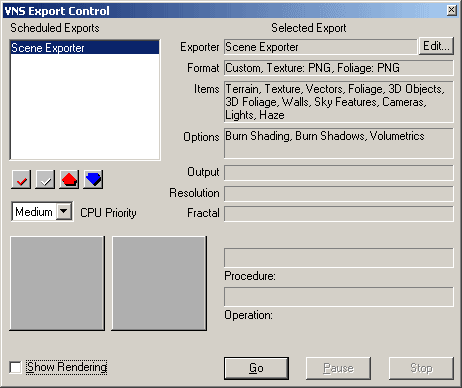 VNS Export Control
Scheduled Exports
Selected Export
Scene Exporter
Exporter Scene Exporter Edit...
Format Custom, Texture: PNG, Foliage: PNG
Items Terrain, Texture, Vectors, Foliage, 3D Objects,
3D Foliage, Walls, Sky Features, Cameras,
Lights, Haze
Options Burn Shading, Burn Shadows, Volumetrics
Output
Resolution
Fractal
Medium CPU Priority
Procedure:
Operation:
Show Rendering
Go Pause Stop